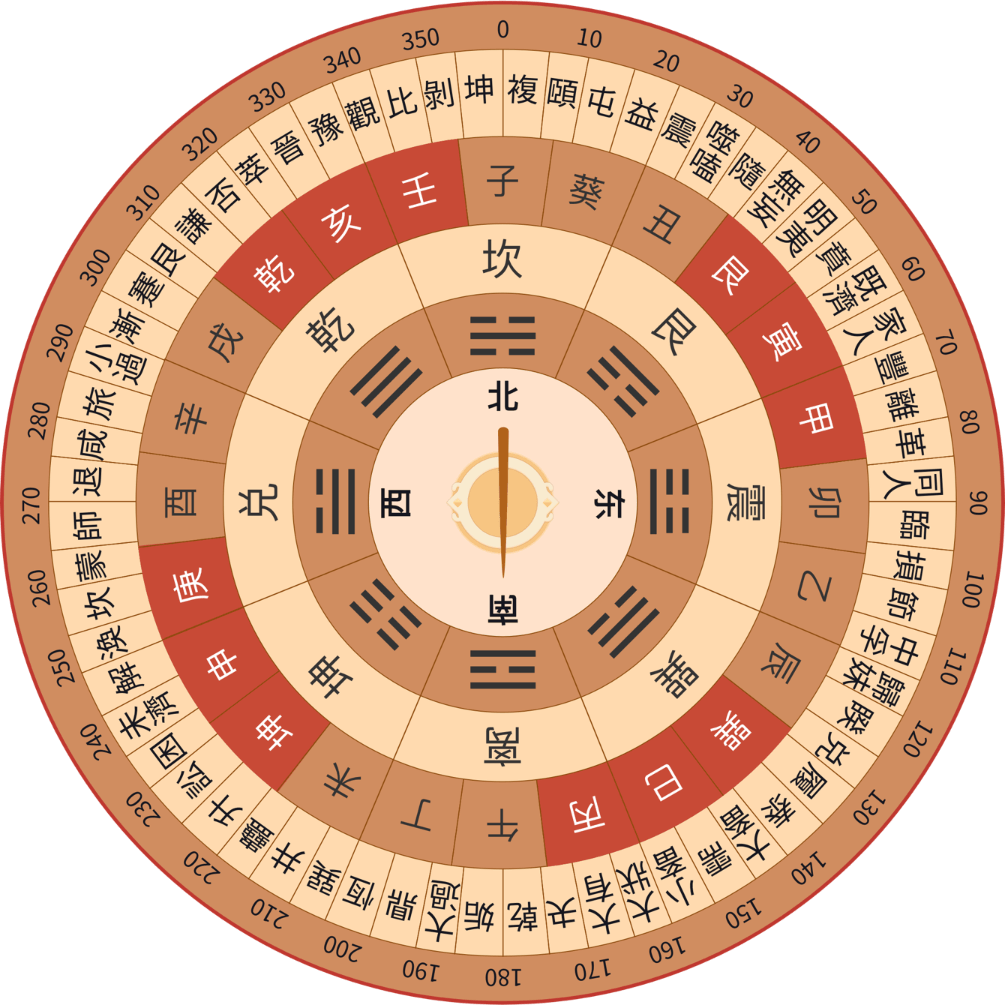 0
10
20
30
40
50
60
70
80
90
100
110
120
130
140
150
160
170
180
190
200
210
220
230
240
250
260
270
280
290
300
310
320
330
340
350
複
頤
屯
益
震
噬
嗑
隨
無
妄
明
夷
賁
既
濟
家
人
豐
離
革
同
人
臨
損
節
中
孚
歸
妹
睽
兑
履
泰
大
畜
需
小
畜
大
狀
大
有
夬
乾
姤
大
過
鼎
恆
巽
井
蠱
升
訟
困
未
濟
解
渙
坎
蒙
師
退
咸
旅
小
過
漸
蹇
艮
謙
否
萃
晉
豫
觀
比
剝
坤
子
癸
丑
艮
寅
甲
卯
乙
辰
巽
巳
丙
午
丁
未
坤
申
庚
酉
辛
戌
乾
亥
壬
坎
艮
震
巽
离
坤
兑
乾
北
东
南
西